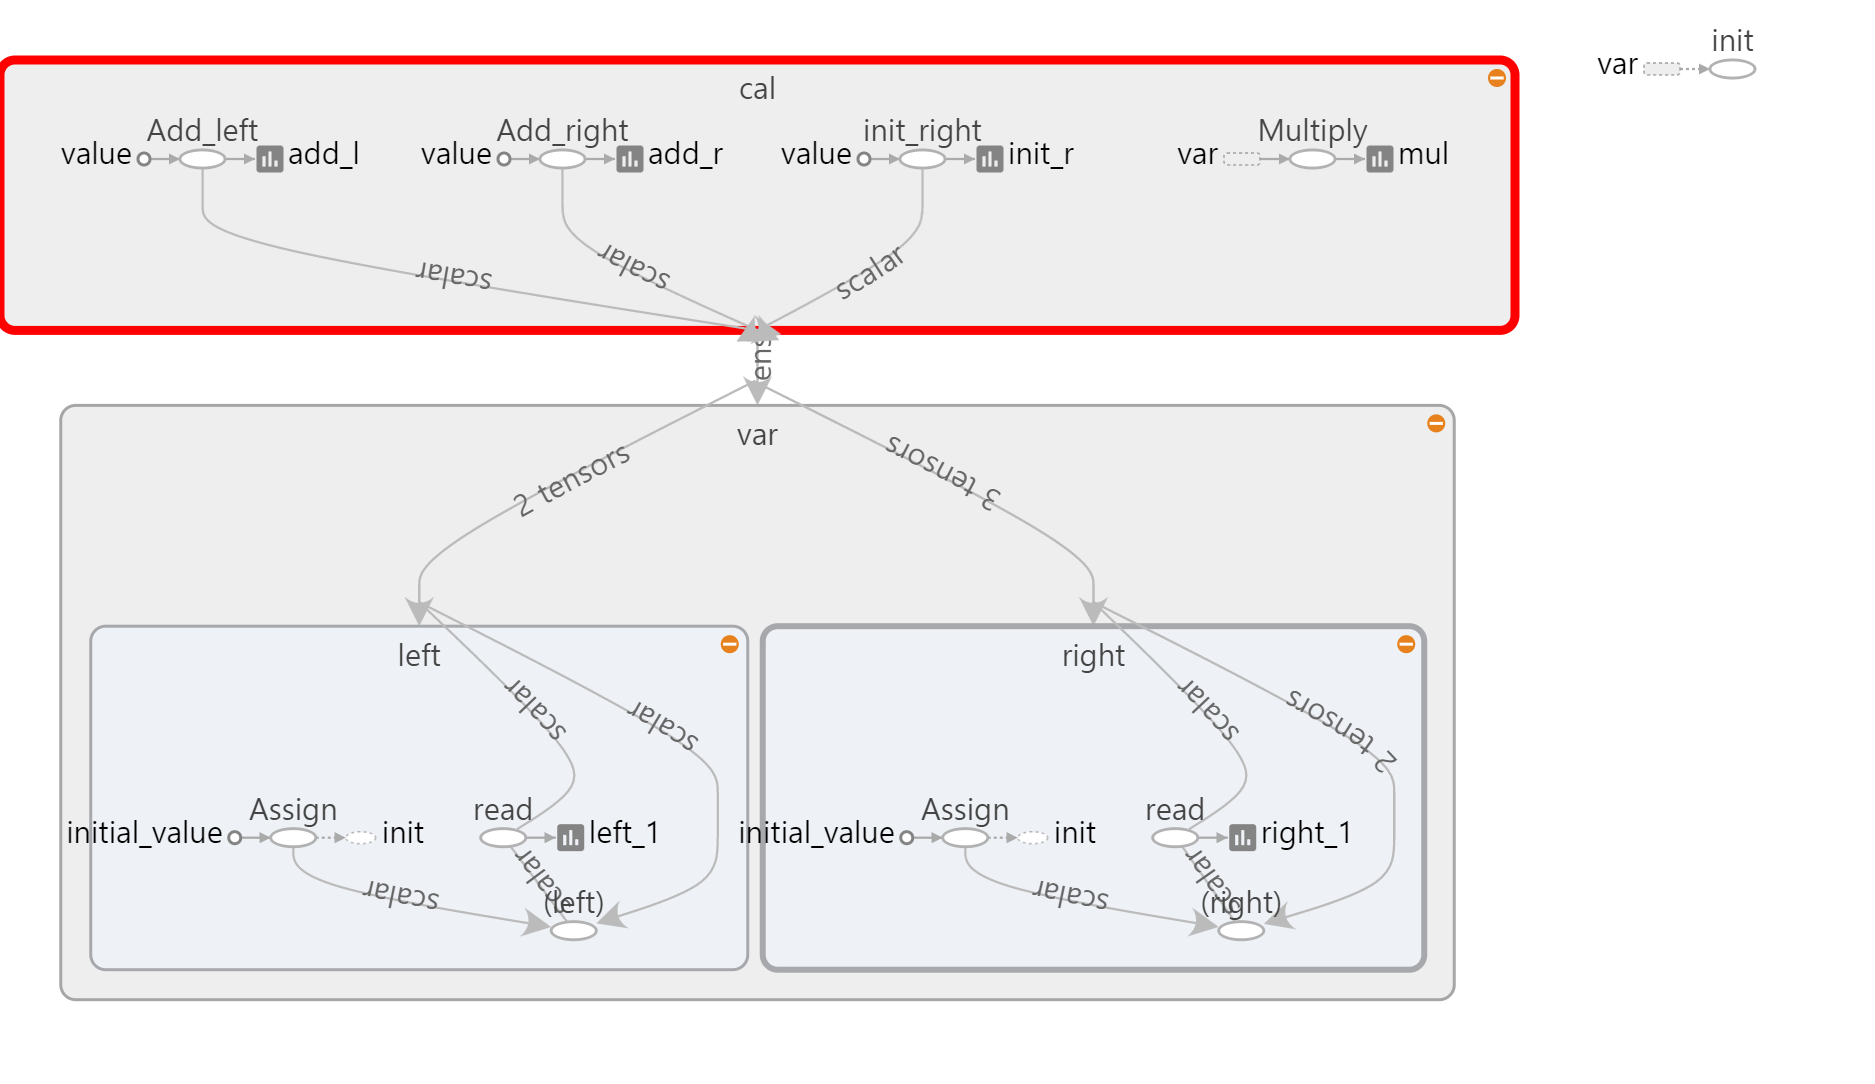 init
var
cal
Add_left
value
add_l
Add_right
value
add_r
init_right
value
init_r
Multiply
var
mul
scalar
scalar
scalar
ens
var
2 tensors
3 tensors
left
right
scalar
scalar
scalar
2 tensors
Assign
initial_value
init
read
left_1
scalar
scalar
(left)
Assign
initial_value
init
read
right_1
scalar
scalar
(right)